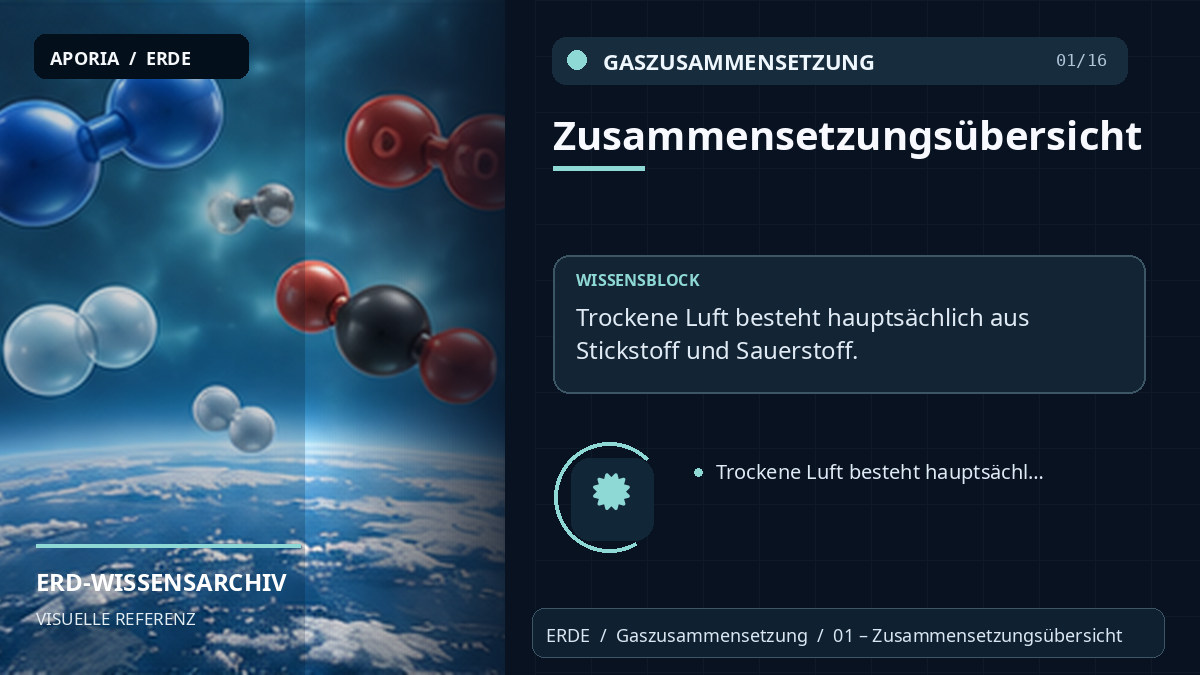 APORIA / ERDE
ERD-WISSENSARCHIV
VISUELLE REFERENZ
GASZUSAMMENSETZUNG
01/16
Zusammensetzungsübersicht
WISSENSBLOCK
Trockene Luft besteht hauptsächlich aus
Stickstoff und Sauerstoff.
Trockene Luft besteht hauptsächl...
ERDE / Gaszusammensetzung / 01 – Zusammensetzungsübersicht